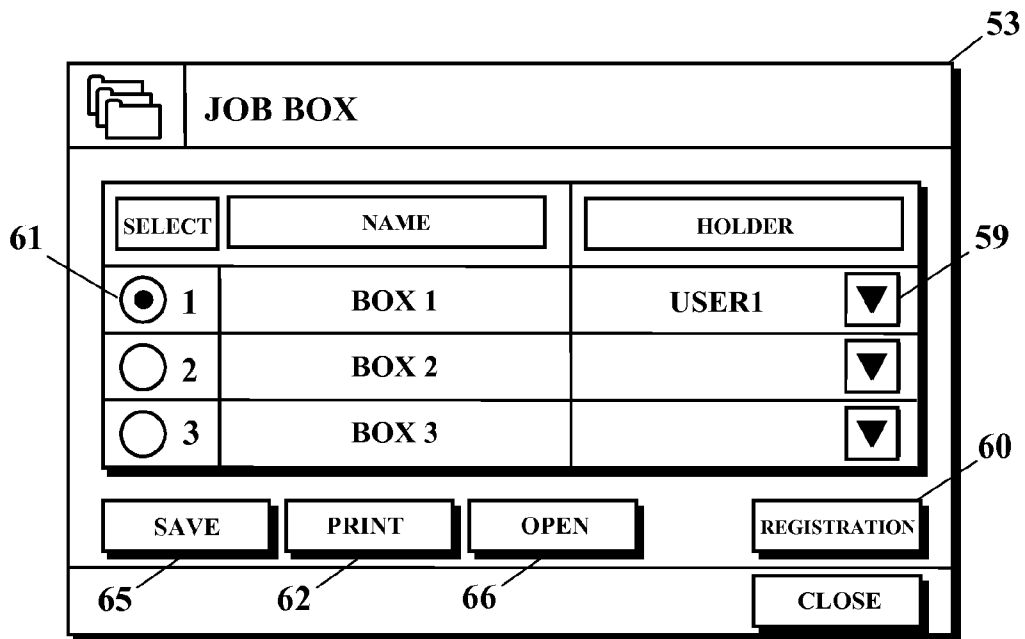 53
JOB BOX
SELECT NAME HOLDER
61 59
1 BOX 1 USER1
2 BOX 2
3 BOX 3
60
SAVE PRINT OPEN REGISTRATION
65 62 66
CLOSE